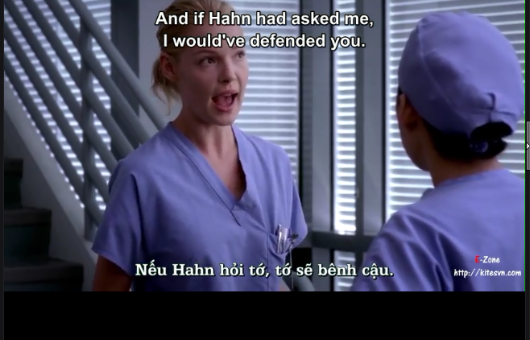 And if Hahn had asked me,
I would've defended you.
Nếu Hahn hỏi tớ, tớ sẽ bênh cậu.
E-Zone
http://kitesvn.com